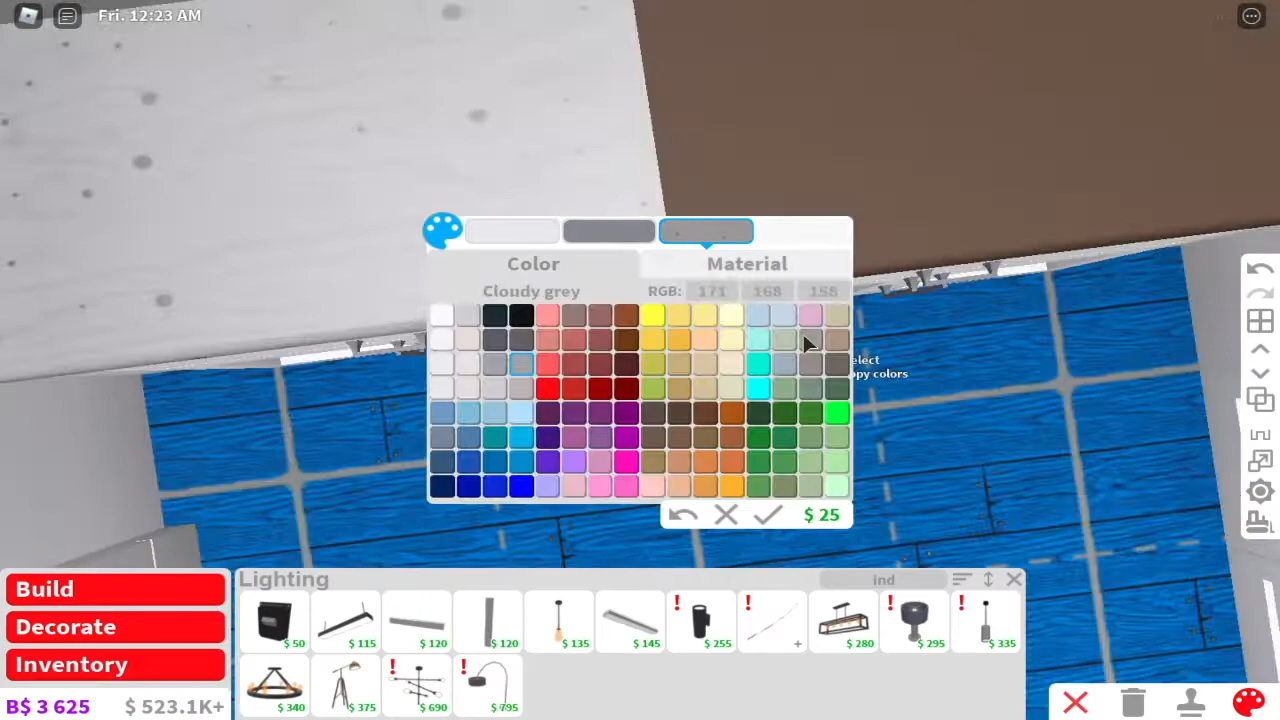 Fri. 12:23 AM
Color
Material
Cloudy grey
RGB: 171 168 158
elect
py colors
$ 25
Build
Decorate
Inventory
B$ 3 625
$ 523.1K+
Lighting
ind
$ 50
$ 115
$ 120
$ 120
$ 135
$ 145
! $ 255
! +
$ 280
! $ 295
! $ 335
$ 340
$ 375
! $ 690
! $ 795